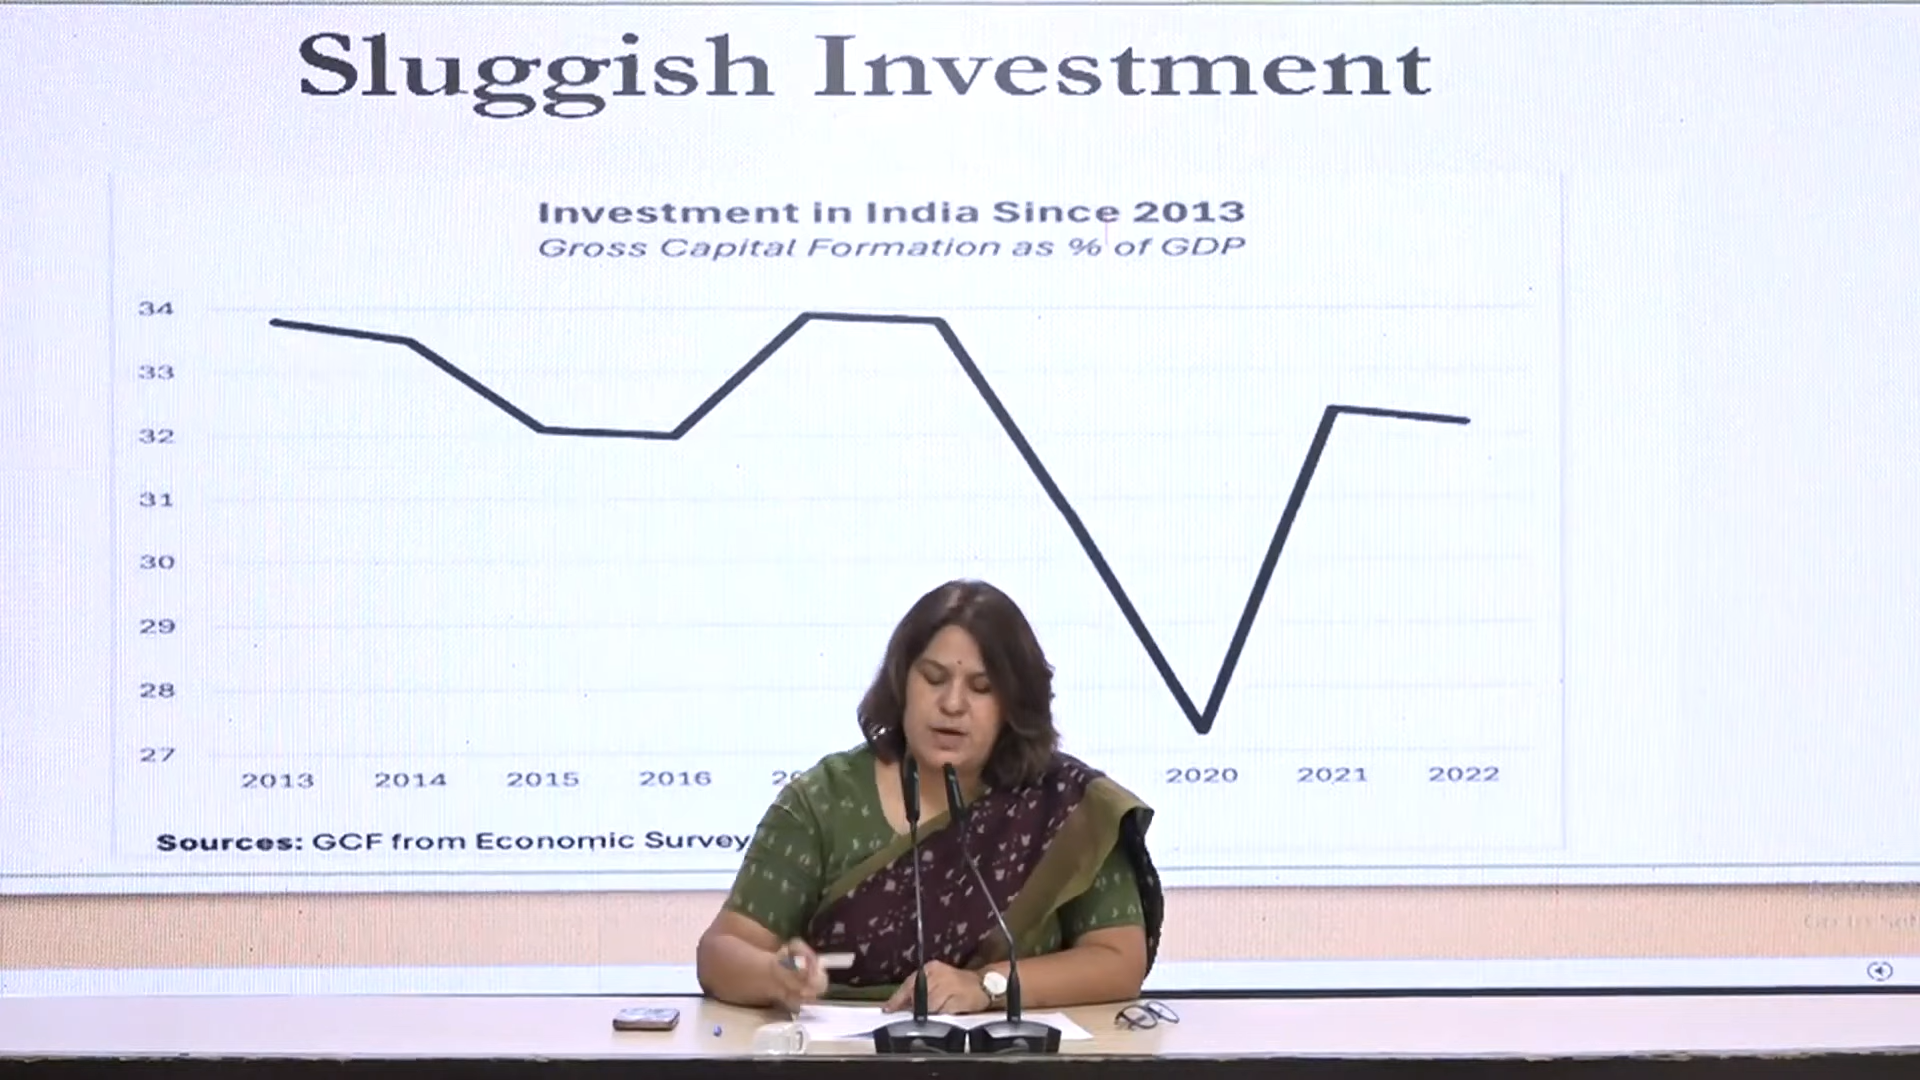 Sluggish Investment
Investment in India Since 2013
Gross Capital Formation as % of GDP
34
33
32
31
30
29
28
27
2013 2014 2015 2016 2020 2021 2022
Sources: GCF from Economic Survey